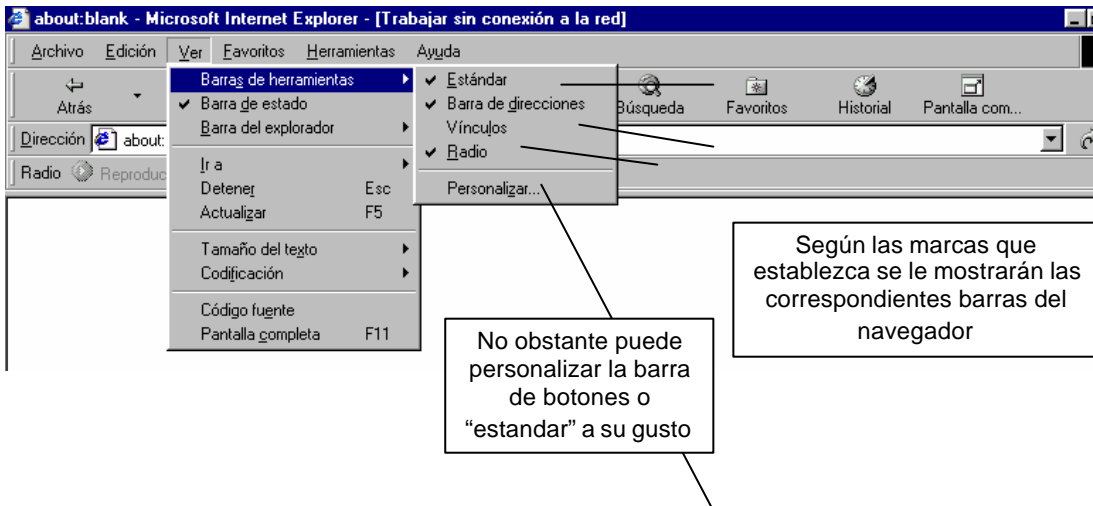 about:blank - Microsoft Internet Explorer - [Trabajar sin conexión a la red]
Archivo Edición Ver Favoritos Herramientas Ayuda
Atrás Búsqueda Favoritos Historial Pantalla com...
Dirección about:
Radio Reproduc
Barras de herramientas
Barra de estado
Barra del explorador
Ir a
Detener Esc
Actualizar F5
Tamaño del texto
Codificación
Código fuente
Pantalla completa F11
Estándar
Barra de direcciones
Vínculos
Radio
Personalizar...
Según las marcas que
establezca se le mostrarán las
correspondientes barras del
navegador
No obstante puede
personalizar la barra
de botones o
“estandar” a su gusto